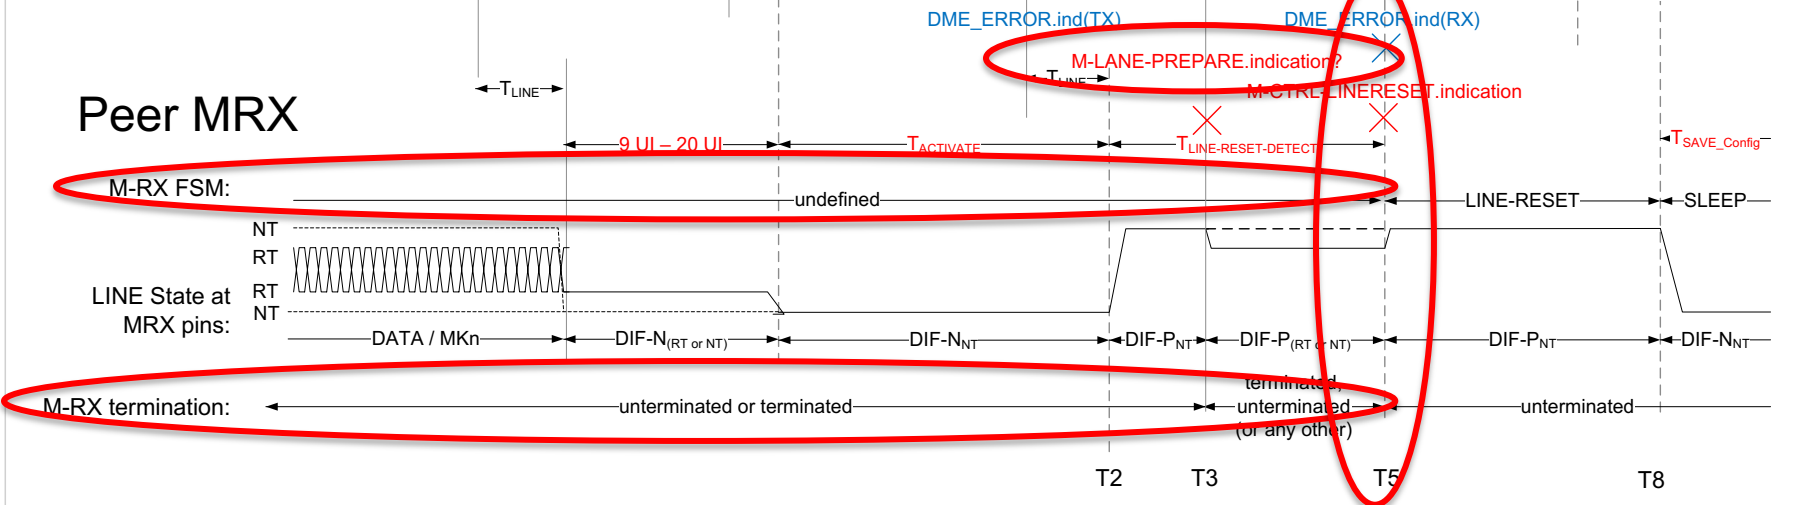 DME_ERROR.ind(TX) DME_ERROR.ind(RX)
M-LANE-PREPARE.indication?
TLINE TLINE
M-CTRL-LINERESET.indication
Peer MRX
9 UI – 20 UI TACTIVATE TLINE-RESET-DETECT TSAVE_Config
M-RX FSM: undefined LINE-RESET SLEEP
NT
RT
RT
NT
LINE State at
MRX pins:
DATA / MKn DIF-N(RT or NT) DIF-NNT DIF-PNT DIF-P(RT or NT) DIF-PNT DIF-NNT
M-RX termination: unterminated or terminated terminated, unterminated
unterminated
(or any other)
T2 T3 T5 T8